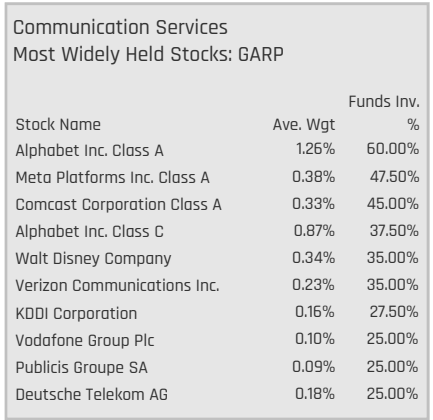 Communication Services
Most Widely Held Stocks: GARP
Funds Inv.
Stock Name Ave. Wgt %
Alphabet Inc. Class A 1.26% 60.00%
Meta Platforms Inc. Class A 0.38% 47.50%
Comcast Corporation Class A 0.33% 45.00%
Alphabet Inc. Class C 0.87% 37.50%
Walt Disney Company 0.34% 35.00%
Verizon Communications Inc. 0.23% 35.00%
KDDI Corporation 0.16% 27.50%
Vodafone Group Plc 0.10% 25.00%
Publicis Groupe SA 0.09% 25.00%
Deutsche Telekom AG 0.18% 25.00%